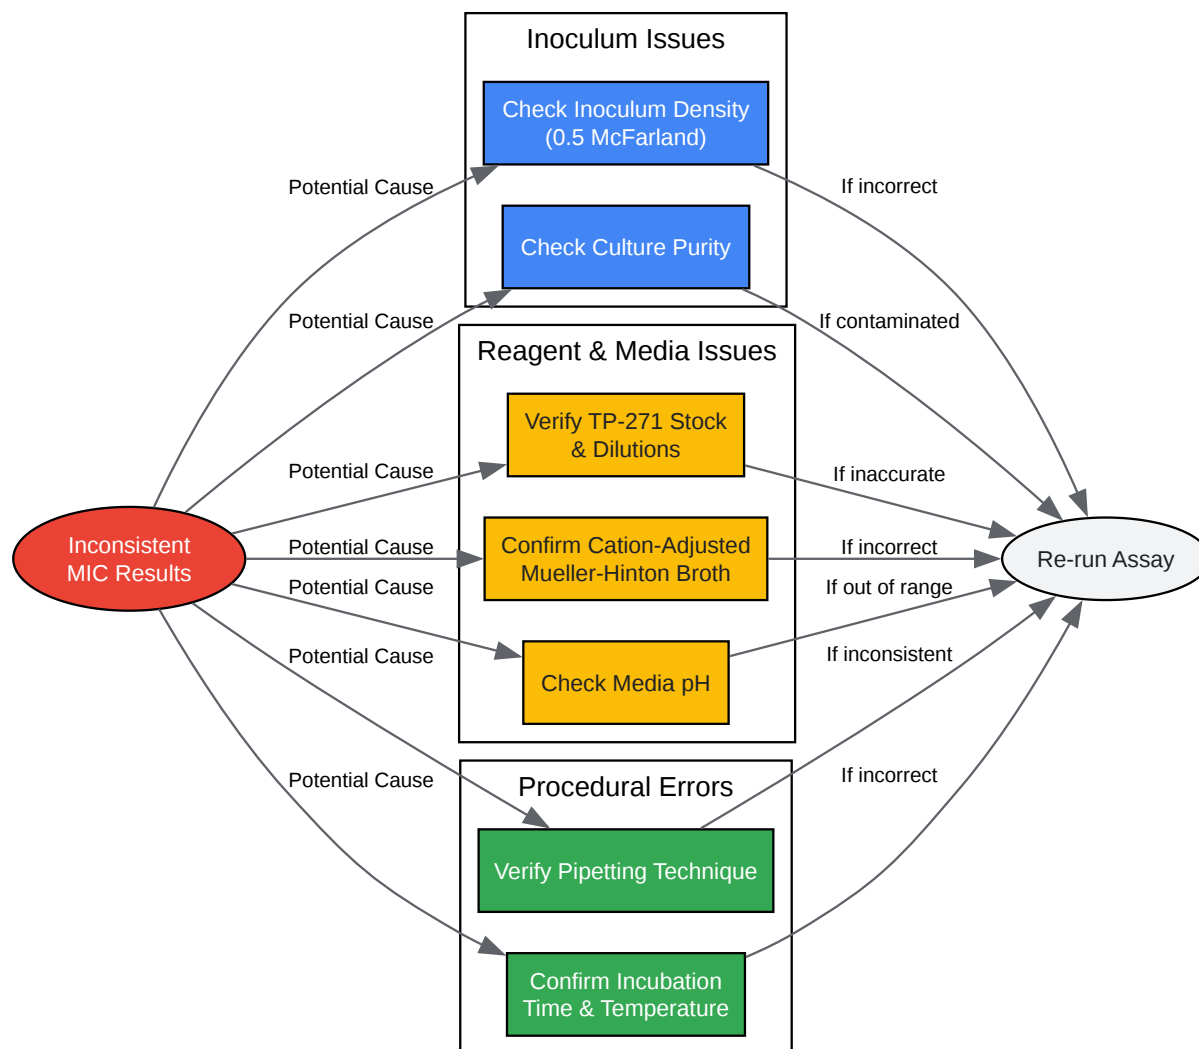 Inoculum Issues
Check Inoculum Density
(0.5 McFarland)
Potential Cause
If incorrect
Check Culture Purity
Potential Cause
If contaminated
Reagent & Media Issues
Verify TP-271 Stock
& Dilutions
Potential Cause
If inaccurate
Inconsistent
MIC Results
Potential Cause
Confirm Cation-Adjusted
Mueller-Hinton Broth
If incorrect
Re-run Assay
Potential Cause
If out of range
Check Media pH
Potential Cause
If inconsistent
Procedural Errors
Potential Cause
If incorrect
Verify Pipetting Technique
Confirm Incubation
Time & Temperature